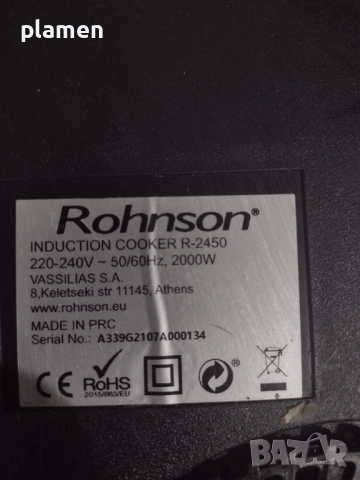 plamen
Rohnson®
INDUCTION COOKER R-2450
220-240V ~ 50/60Hz, 2000W
VASSILIAS S.A.
8,Keletseki str 11145, Athens
www.rohnson.eu
MADE IN PRC
Serial No.: A339G2107A000134
CE
RoHS
2015/863/EU
BAZAR